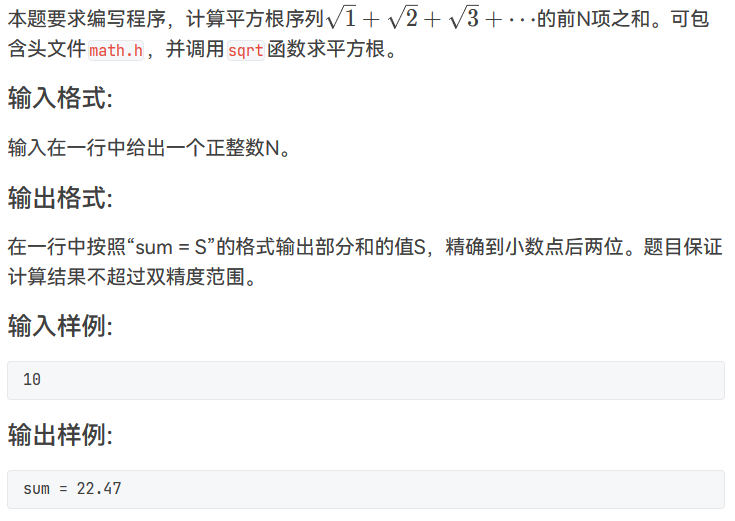 本题要求编写程序，计算平方根序列√1 + √2 + √3 + ⋯的前N项之和。可包
含头文件math.h，并调用sqrt函数求平方根。
输入格式:
输入在一行中给出一个正整数N。
输出格式:
在一行中按照“sum = S”的格式输出部分和的值S，精确到小数点后两位。题目保证
计算结果不超过双精度范围。
输入样例:
10
输出样例:
sum = 22.47